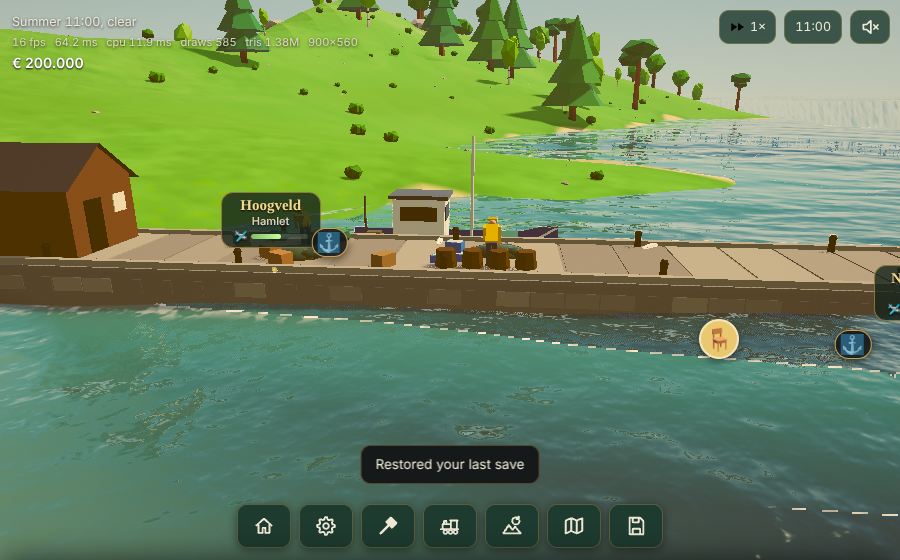 Summer 11:00, clear
16 fps 64.2 ms cpu 11.9 ms draws 585 tris 1.38M 900×560
€ 200.000
1×
11:00
Hoogveld
Hamlet
Restored your last save